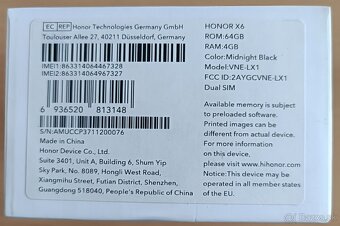 EC REP Honor Technologies Germany GmbH
Toulouser Allee 27, 40211 Düsseldorf, Germany
IMEI1:863314064467328
IMEI2:863314064967327
6 936520 813148
S/N:AMUCCP3711200076
Made in China
Honor Device Co., Ltd.
Suite 3401, Unit A, Building 6, Shum Yip
Sky Park, No. 8089, Hongli West Road,
Xiangmihu Street, Futian District, Shenzhen,
Guangdong 518040, People's Republic of China
HONOR X6
ROM:64GB
RAM:4GB
Color:Midnight Black
Model:VNE-LX1
FCC ID:2AYGCVNE-LX1
Dual SIM
Available memory is subject
to preloaded software.
Printed images can be
different from actual device.
For more information,
please visit www.hihonor.com
Notice:This device may be
operated in all member states
of the EU.